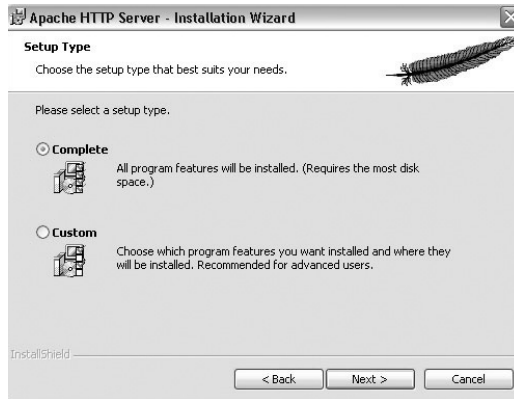 Apache HTTP Server - Installation Wizard
Setup Type
Choose the setup type that best suits your needs.
Please select a setup type.
Complete
All program features will be installed. (Requires the most disk
space.)
Custom
Choose which program features you want installed and where they
will be installed. Recommended for advanced users.
InstallShield
< Back
Next >
Cancel